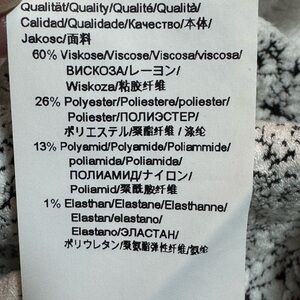 Qualität/Quality/Qualité/Qualità/
Calidad/Qualidade/Качество/本体/
Jakosc/面料
60% Viskose/Viscose/Viscosa/viscosa/
ВИСКОЗА/レーヨン/
Wiskoza/粘胶纤维
26% Polyester/Poliestere/poliester/
Poliester/ПОЛИЭСТЕР/
ポリエステル/聚酯纤维 / 涤纶
13% Polyamid/Polyamide/Poliammide/
poliamida/Poliamida/
ПОЛИАМИД/ナイロン/
Poliamid/聚酰胺纤维
1% Elasthan/Elastane/Elasthanne/
Elastan/elastano/
Elastano/ЭЛАСТАН/
ポリウレタン/聚氨酯弹性纤维/氨纶